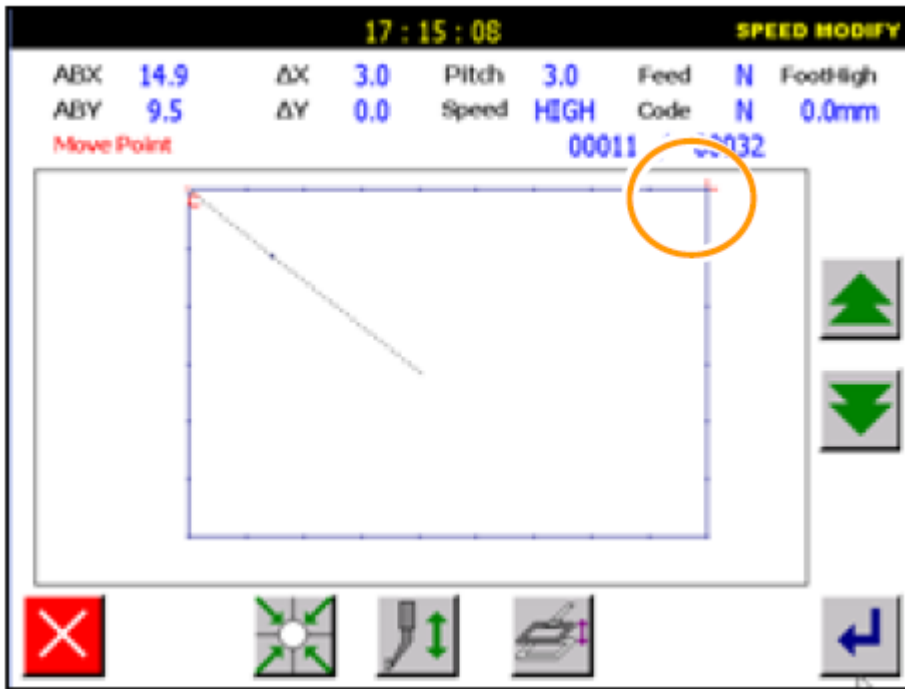 17 : 15 : 08 SPEED MODIFY
ABX 14.9 ΔX 3.0 Pitch 3.0 Feed N FootHigh
ABY 9.5 ΔY 0.0 Speed HIGH Code N 0.0mm
Move Point 00011 00032
C